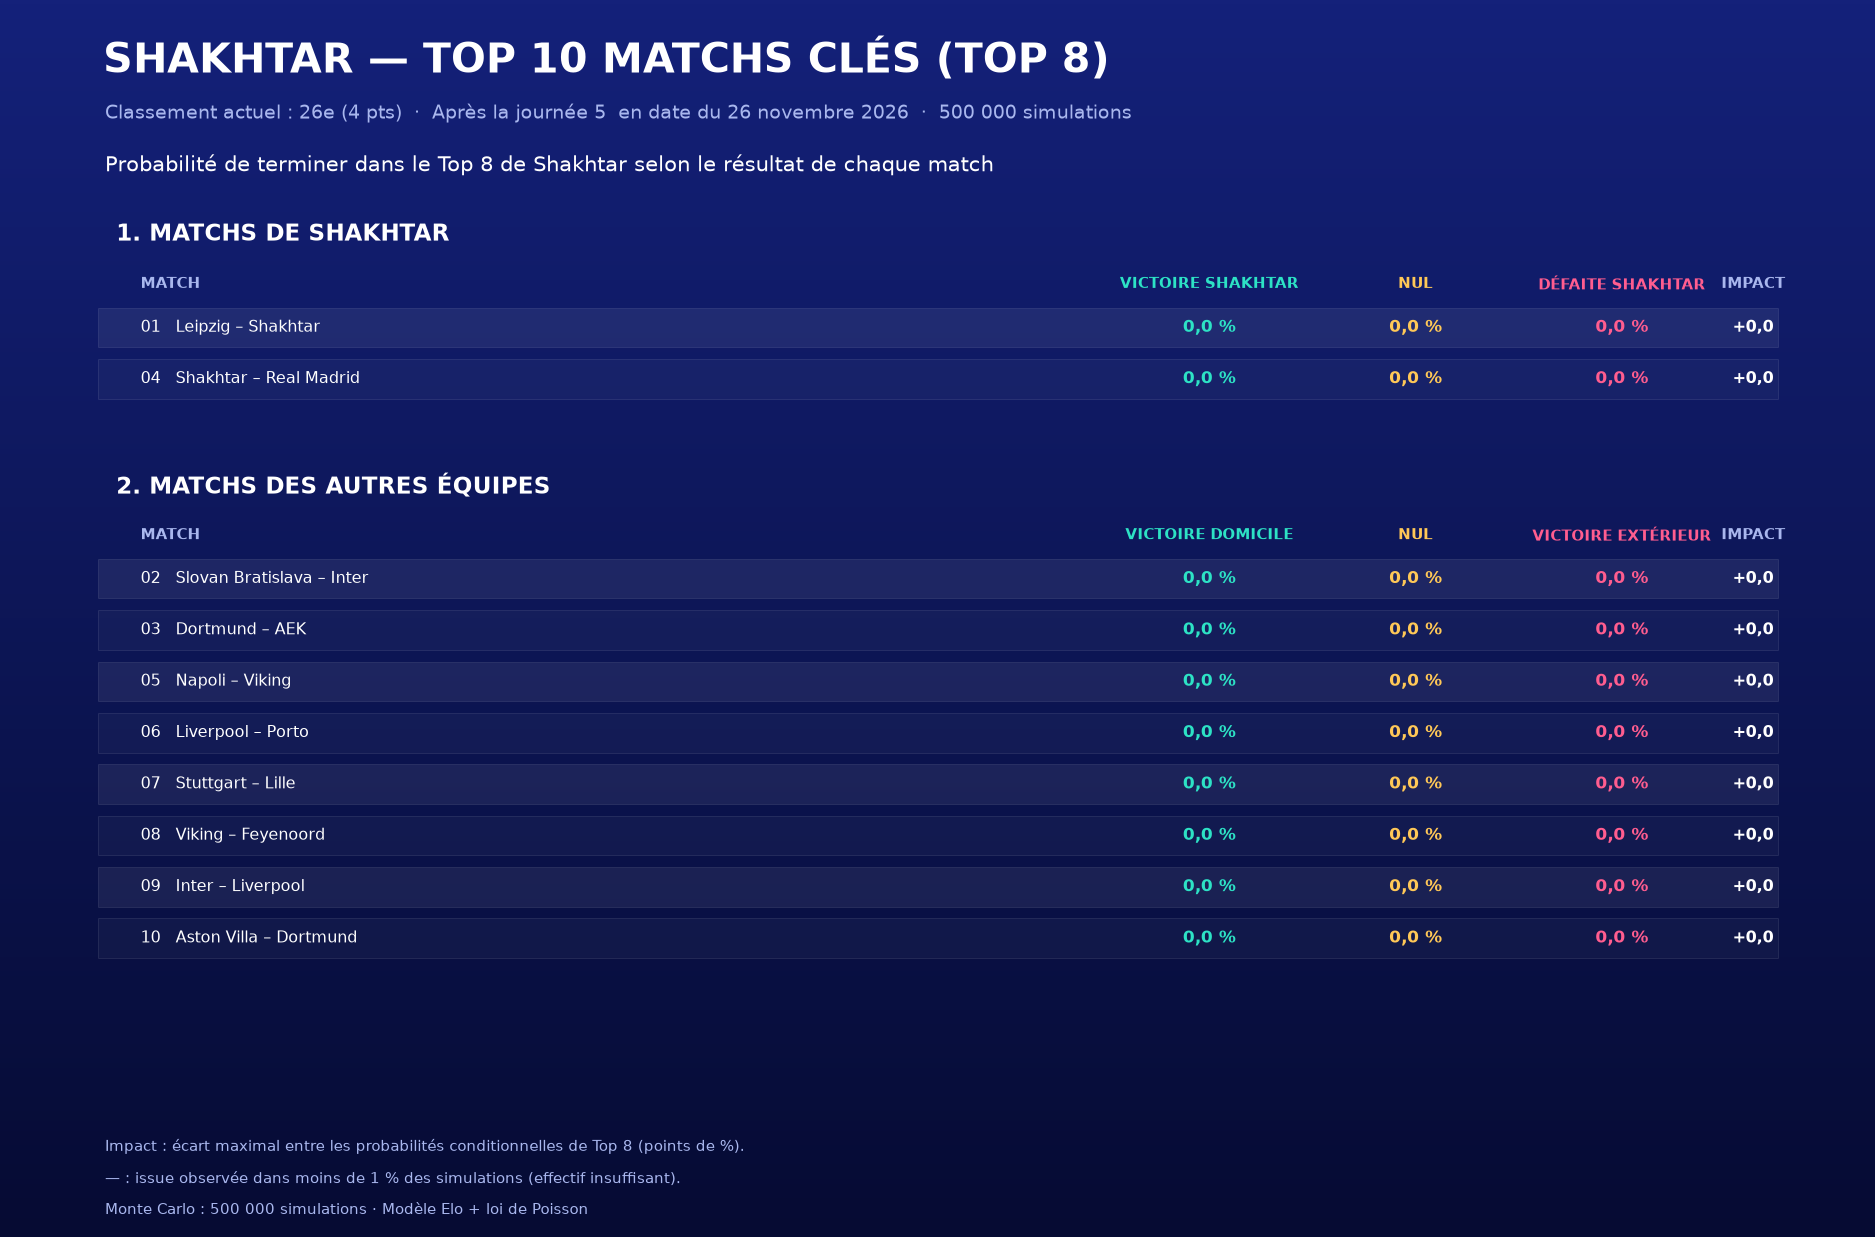 SHAKHTAR — TOP 10 MATCHS CLÉS (TOP 8)
Classement actuel : 26e (4 pts) · Après la journée 5 en date du 26 novembre 2026 · 500 000 simulations
Probabilité de terminer dans le Top 8 de Shakhtar selon le résultat de chaque match
1. MATCHS DE SHAKHTAR
MATCH VICTOIRE SHAKHTAR NUL DÉFAITE SHAKHTAR IMPACT
01 Leipzig – Shakhtar 0,0 % 0,0 % 0,0 % +0,0
04 Shakhtar – Real Madrid 0,0 % 0,0 % 0,0 % +0,0
2. MATCHS DES AUTRES ÉQUIPES
MATCH VICTOIRE DOMICILE NUL VICTOIRE EXTÉRIEUR IMPACT
02 Slovan Bratislava – Inter 0,0 % 0,0 % 0,0 % +0,0
03 Dortmund – AEK 0,0 % 0,0 % 0,0 % +0,0
05 Napoli – Viking 0,0 % 0,0 % 0,0 % +0,0
06 Liverpool – Porto 0,0 % 0,0 % 0,0 % +0,0
07 Stuttgart – Lille 0,0 % 0,0 % 0,0 % +0,0
08 Viking – Feyenoord 0,0 % 0,0 % 0,0 % +0,0
09 Inter – Liverpool 0,0 % 0,0 % 0,0 % +0,0
10 Aston Villa – Dortmund 0,0 % 0,0 % 0,0 % +0,0
Impact : écart maximal entre les probabilités conditionnelles de Top 8 (points de %).
— : issue observée dans moins de 1 % des simulations (effectif insuffisant).
Monte Carlo : 500 000 simulations · Modèle Elo + loi de Poisson